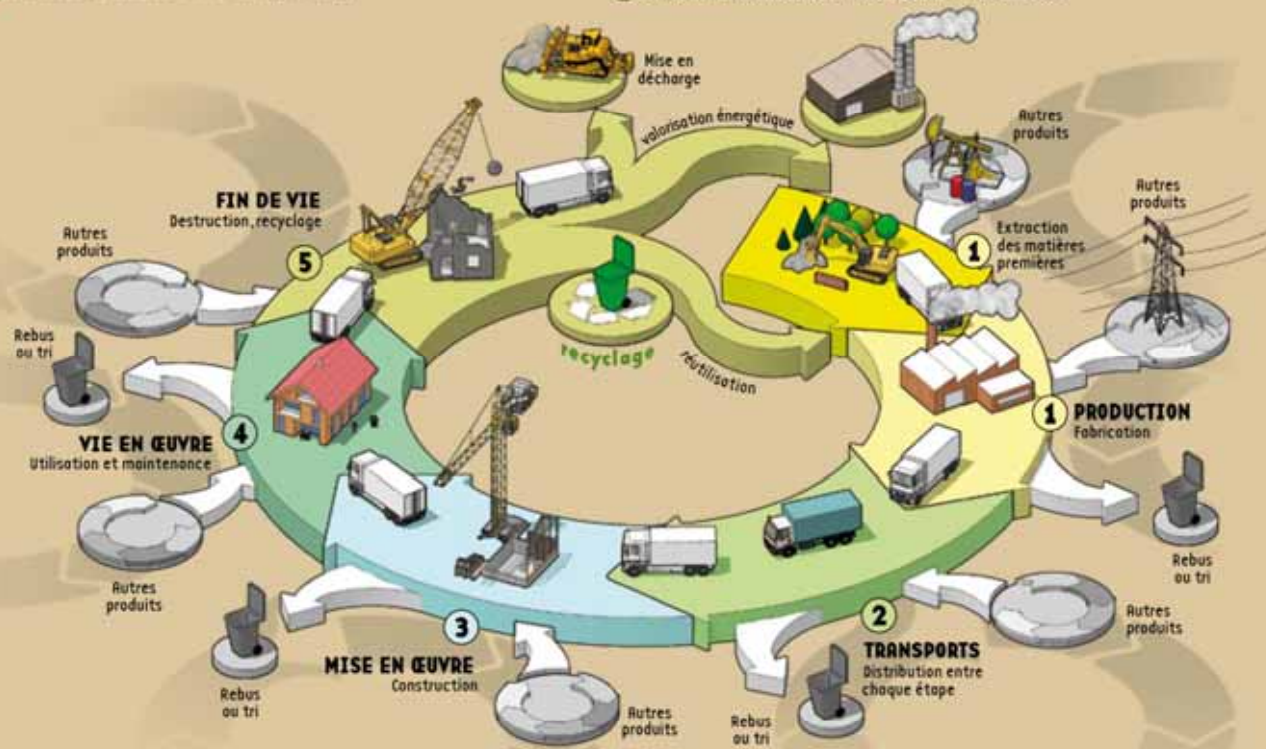 Mise en
décharge
valorisation énergétique
Autres
produits
Autres
produits
FIN DE VIE
Destruction, recyclage
5
Autres
produits
1
Extraction
des matières
premières
recyclage
réutilisation
Rebus
ou tri
VIE EN ŒUVRE
4
Utilisation et maintenance
1
PRODUCTION
Fabrication
Autres
produits
Rebus
ou tri
Rebus
ou tri
3
MISE EN ŒUVRE
Construction
Autres
produits
2
TRANSPORTS
Distribution entre
chaque étape
Autres
produits
Rebus
ou tri